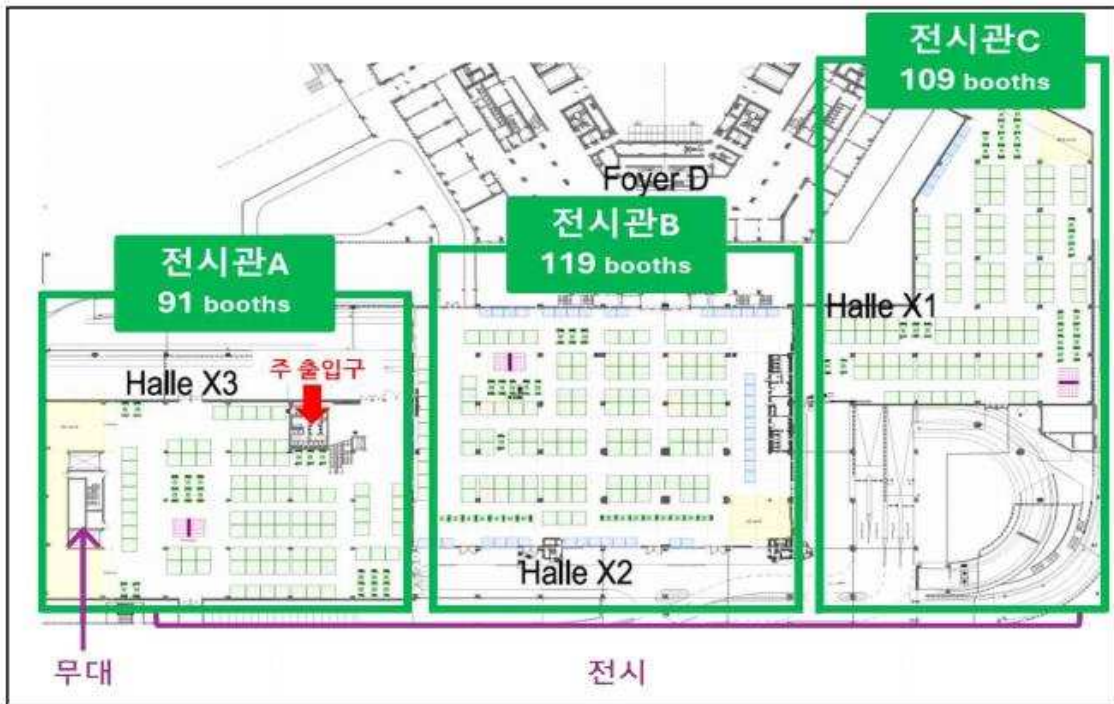 전시관C
109 booths
Foyer D
전시관B
119 booths
전시관A
91 booths
Halle X1
주 출입구
Halle X3
Halle X2
무대
전시